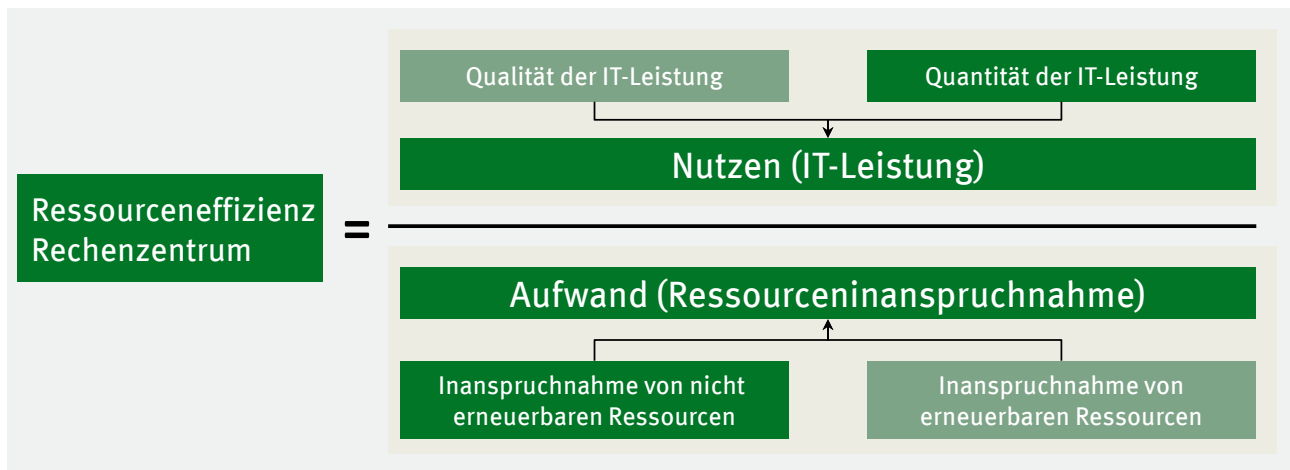 Ressourceneffizienz
Rechenzentrum
=
Qualität der IT-Leistung
Quantität der IT-Leistung
Nutzen (IT-Leistung)
Aufwand (Ressourceninanspruchnahme)
Inanspruchnahme von nicht
erneuerbaren Ressourcen
Inanspruchnahme von
erneuerbaren Ressourcen